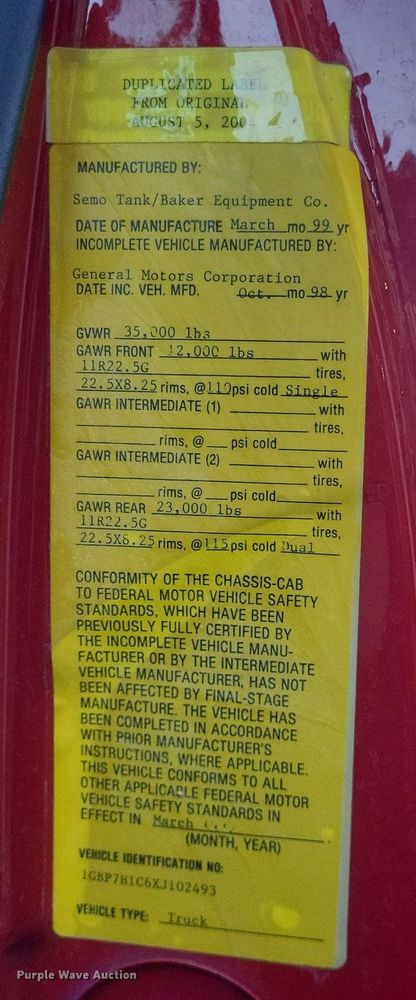 DUPLICATED LABEL
FROM ORIGINAL
AUGUST 5, 2004
MANUFACTURED BY:
Semo Tank/Baker Equipment Co.
DATE OF MANUFACTURE March mo 99 yr
INCOMPLETE VEHICLE MANUFACTURED BY:
General Motors Corporation
DATE INC. VEH. MFD. Oct. mo 98 yr
GVWR 35,000 lbs
GAWR FRONT 12,000 lbs with
11R22.5G tires,
22.5X8.25 rims, @ 110 psi cold Single
GAWR INTERMEDIATE (1) with
tires,
rims, @ psi cold
GAWR INTERMEDIATE (2) with
tires,
rims, @ psi cold
GAWR REAR 23,000 lbs with
11R22.5G tires,
22.5X8.25 rims, @ 115 psi cold Dual
CONFORMITY OF THE CHASSIS-CAB
TO FEDERAL MOTOR VEHICLE SAFETY
STANDARDS, WHICH HAVE BEEN
PREVIOUSLY FULLY CERTIFIED BY
THE INCOMPLETE VEHICLE MANU-
FACTURER OR BY THE INTERMEDIATE
VEHICLE MANUFACTURER, HAS NOT
BEEN AFFECTED BY FINAL-STAGE
MANUFACTURE. THE VEHICLE HAS
BEEN COMPLETED IN ACCORDANCE
WITH PRIOR MANUFACTURER'S
INSTRUCTIONS, WHERE APPLICABLE.
THIS VEHICLE CONFORMS TO ALL
OTHER APPLICABLE FEDERAL MOTOR
VEHICLE SAFETY STANDARDS IN
EFFECT IN March
(MONTH, YEAR)
VEHICLE IDENTIFICATION NO:
1GBP7H1C6XJ102493
VEHICLE TYPE: Truck
Purple Wave Auction